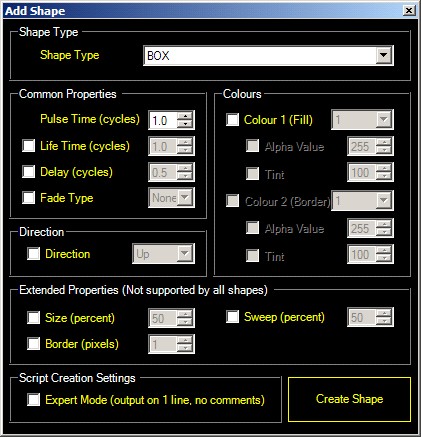 Add Shape
Shape Type
Shape Type BOX
Common Properties
Pulse Time (cycles) 1.0
Life Time (cycles) 1.0
Delay (cycles) 0.5
Fade Type None
Colours
Colour 1 (Fill) 1
Alpha Value 255
Tint 100
Colour 2 (Border) 1
Alpha Value 255
Tint 100
Direction
Direction Up
Extended Properties (Not supported by all shapes)
Size (percent) 50
Sweep (percent) 50
Border (pixels) 1
Script Creation Settings
Expert Mode (output on 1 line, no comments)
Create Shape